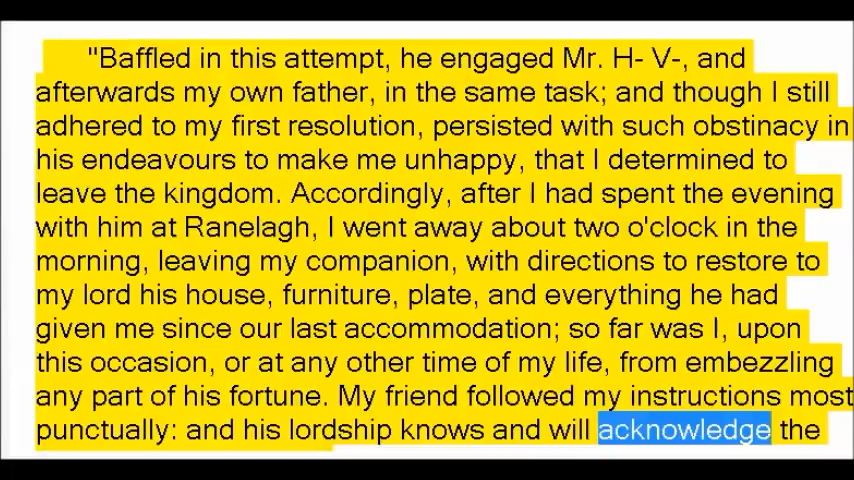 "Baffled in this attempt, he engaged Mr. H- V-, and
afterwards my own father, in the same task; and though I still
adhered to my first resolution, persisted with such obstinacy in
his endeavours to make me unhappy, that I determined to
leave the kingdom. Accordingly, after I had spent the evening
with him at Ranelagh, I went away about two o'clock in the
morning, leaving my companion, with directions to restore to
my lord his house, furniture, plate, and everything he had
given me since our last accommodation; so far was I, upon
this occasion, or at any other time of my life, from embezzling
any part of his fortune. My friend followed my instructions most
punctually: and his lordship knows and will acknowledge the